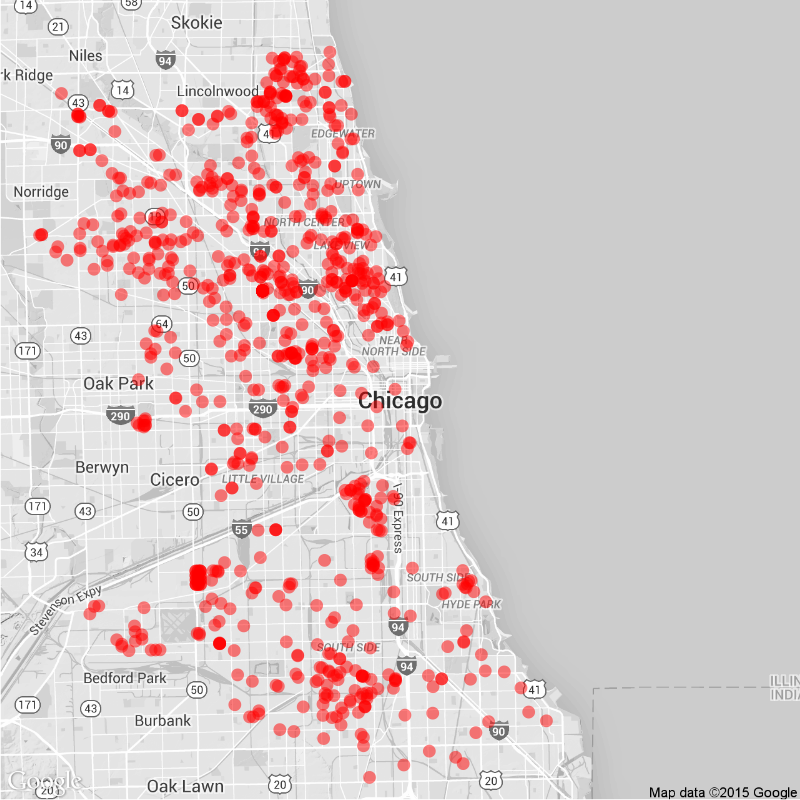 14
58
21
Skokie
94
Niles
rk Ridge
14
Lincolnwood
43
41
EDGEWATER
90
Norridge
UPTOWN
19
NORTH CENTER
LAKEVIEW
94
41
50
90
64
43
171
50
NEAR
NORTH SIDE
Oak Park
290
290
Chicago
Berwyn
Cicero
LITTLE VILLAGE
171
43
50
I-90 Express
41
55
34
Stevenson Expy
SOUTH SIDE
HYDE PARK
94
SOUTH SIDE
94
Bedford Park
50
41
ILLIN
INDIA
171
43
Burbank
90
Google
20
Oak Lawn
20
20
Map data ©2015 Google